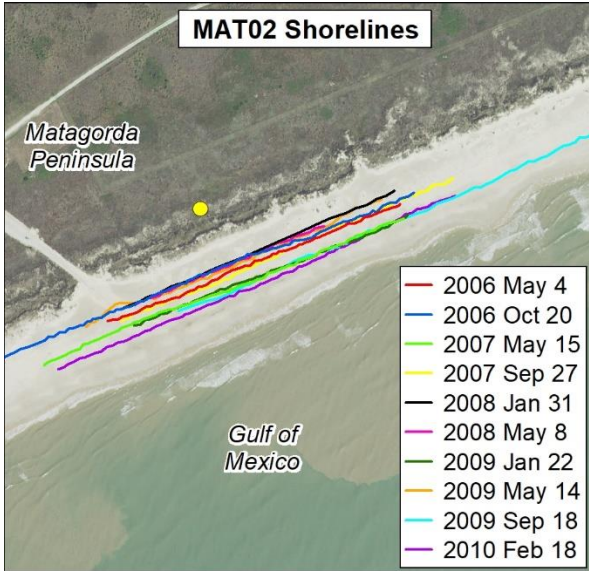 MAT02 Shorelines
Matagorda
Peninsula
2006 May 4
2006 Oct 20
2007 May 15
2007 Sep 27
2008 Jan 31
2008 May 8
2009 Jan 22
2009 May 14
2009 Sep 18
2010 Feb 18
Gulf of
Mexico